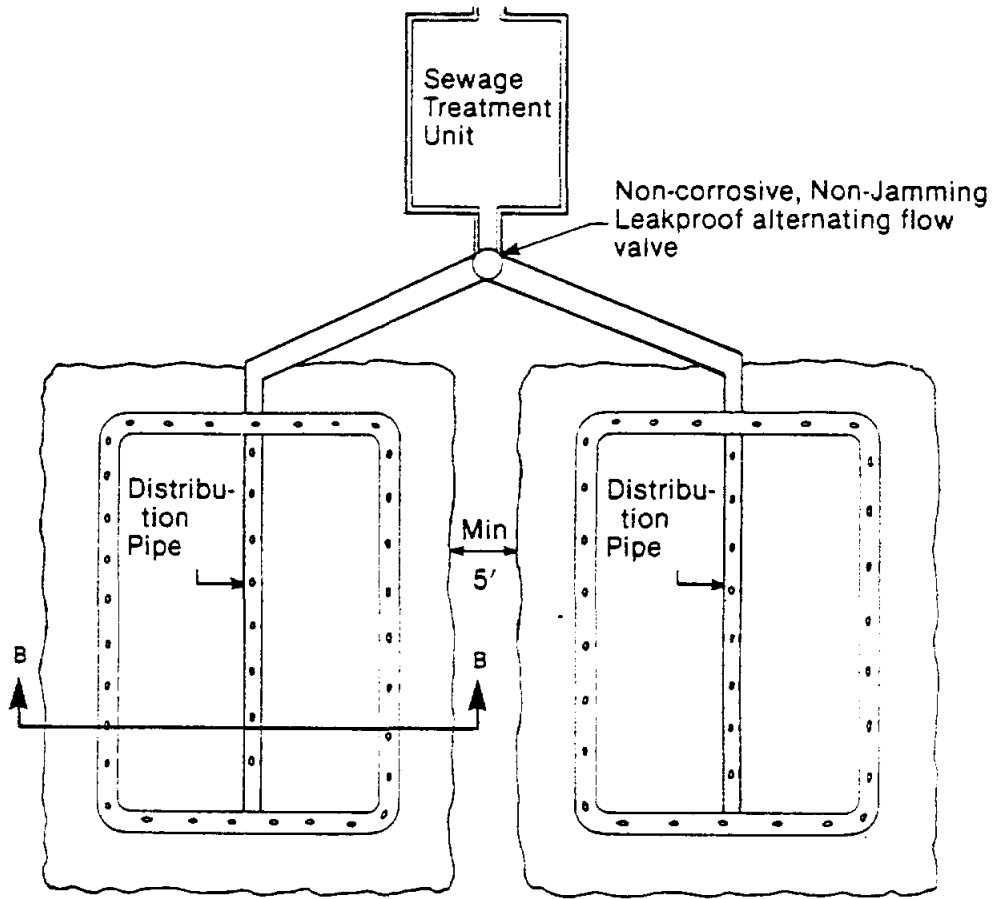 Sewage
Treatment
Unit
Non-corrosive, Non-Jamming
Leakproof alternating flow
valve
Distribu-
tion
Pipe
Min
5′
Distribu-
tion
Pipe
B
B